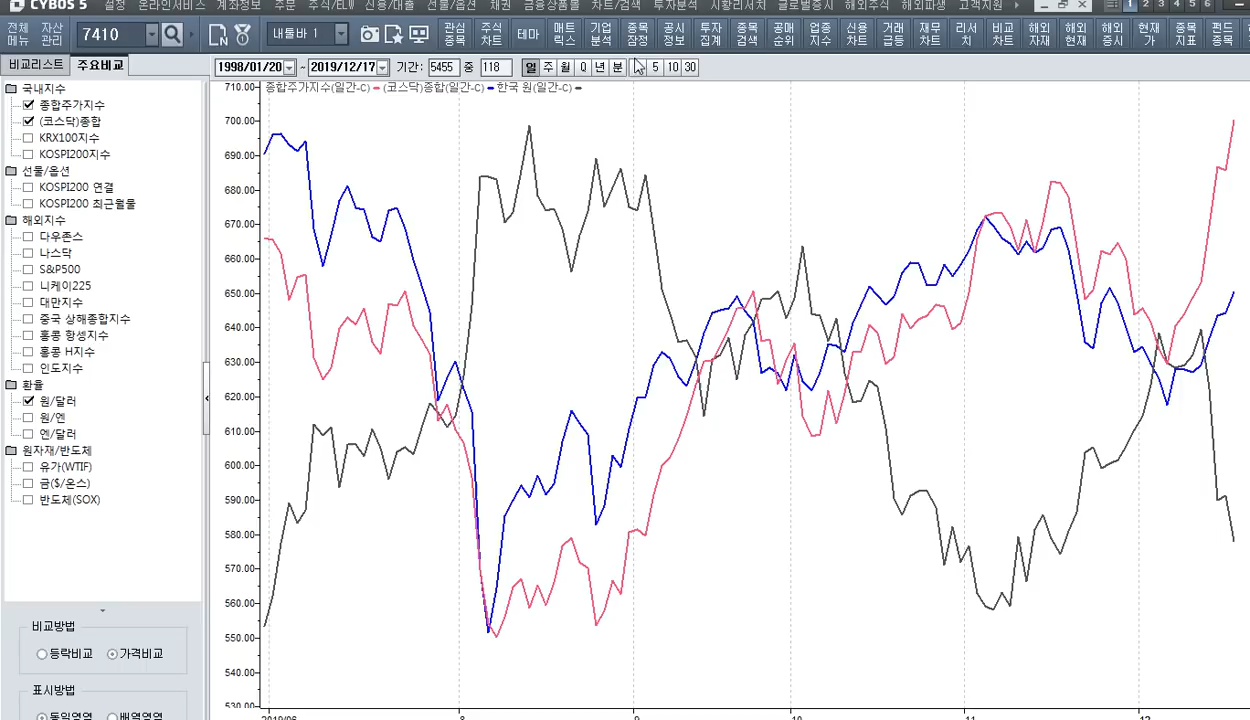 CYBOS 5 설정 온라인서비스 계좌정보 주문 주식/ELW 신용/대출 선물/옵션 채권 금융상품몰 차트/검색 투자분석 시황리서치 글로벌증시 해외주식 해외파생 고객지원 1 2 3 4 5 6
전체메뉴 자산관리 7410 내툴바 1 관심종목 주식차트 테마 매트릭스 기업분석 종목잠정 공시정보 투자집계 종목검색 공매순위 업종지수 신용차트 거래급등 재무차트 리서치 비교차트 해외자재 해외현재 해외증시 현재가 종목지표 펀드종목
비교리스트 주요비교
1998/01/20 ~ 2019/12/17 기간: 5455 중 118 일 주 월 Q 년 분 5 10 30
종합주가지수(일간-C) (코스닥)종합(일간-C) 한국 원(일간-C)
국내지수
종합주가지수
(코스닥)종합
KRX100지수
KOSPI200지수
선물/옵션
KOSPI200 연결
KOSPI200 최근월물
해외지수
다우존스
나스닥
S&P500
니케이225
대만지수
중국 상해종합지수
홍콩 항셍지수
홍콩 H지수
인도지수
환율
원/달러
원/엔
엔/달러
원자재/반도체
유가(WTIF)
금($/온스)
반도체(SOX)
비교방법
등락비교 가격비교
표시방법
동일영역 배열영역
710.00
700.00
690.00
680.00
670.00
660.00
650.00
640.00
630.00
620.00
610.00
600.00
590.00
580.00
570.00
560.00
550.00
540.00
530.00
2019/06 8 9 10 11 12